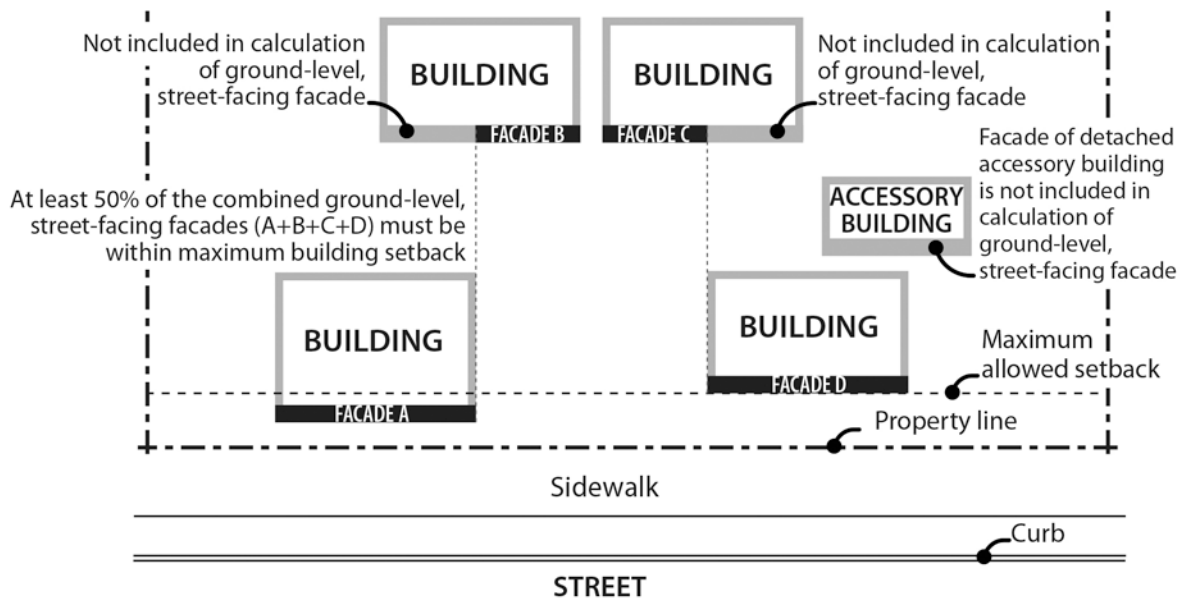 Not included in calculation
of ground-level,
street-facing facade
BUILDING
FACADE B
BUILDING
FACADE C
Not included in calculation
of ground-level,
street-facing facade
Facade of detached
accessory building
is not included in
calculation of
ground-level,
street-facing facade
ACCESSORY
BUILDING
At least 50% of the combined ground-level,
street-facing facades (A+B+C+D) must be
within maximum building setback
BUILDING
FACADE A
BUILDING
FACADE D
Maximum
allowed setback
Property line
Sidewalk
Curb
STREET